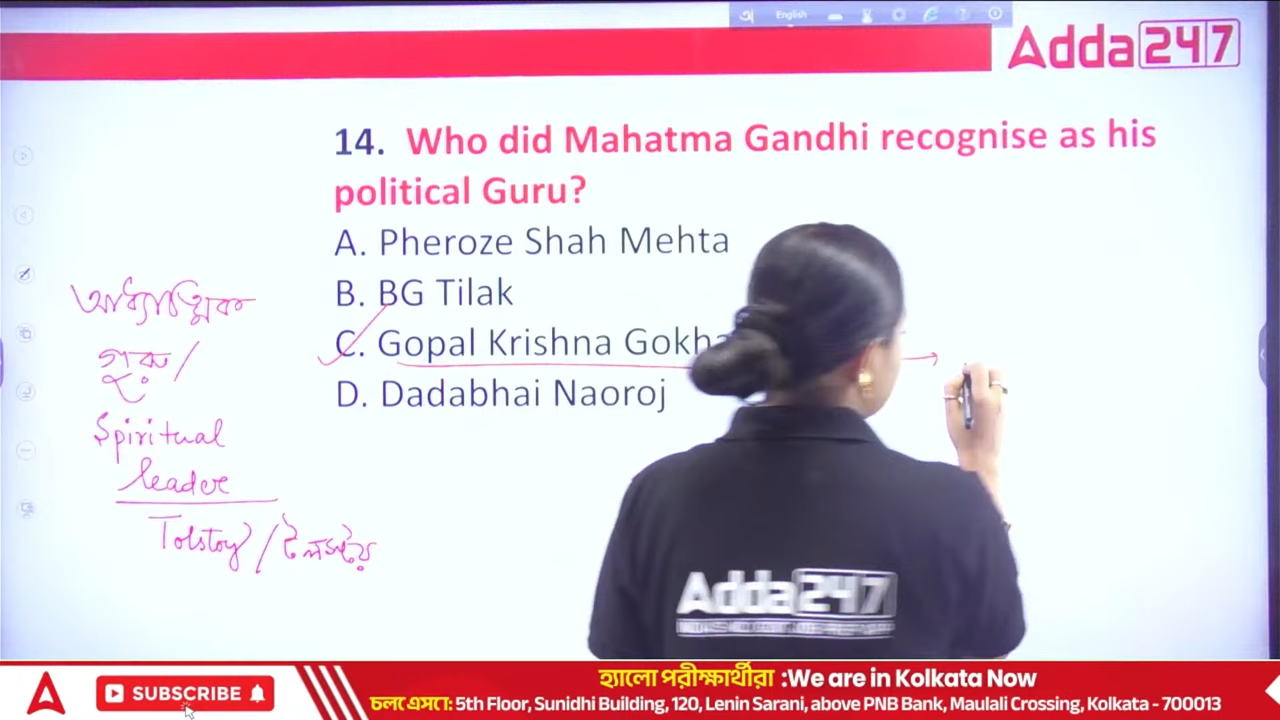 English
Adda247
14. Who did Mahatma Gandhi recognise as his
political Guru?
A. Pheroze Shah Mehta
B. BG Tilak
C. Gopal Krishna Gokha
D. Dadabhai Naoroj
আধ্যাত্মিক
গুরু/
Spiritual
leader
Tolstoy / টলস্টয়
Adda247
SUBSCRIBE
হ্যালো পরীক্ষার্থীরা :We are in Kolkata Now
চলে এসো: 5th Floor, Sunidhi Building, 120, Lenin Sarani, above PNB Bank, Maulali Crossing, Kolkata - 700013